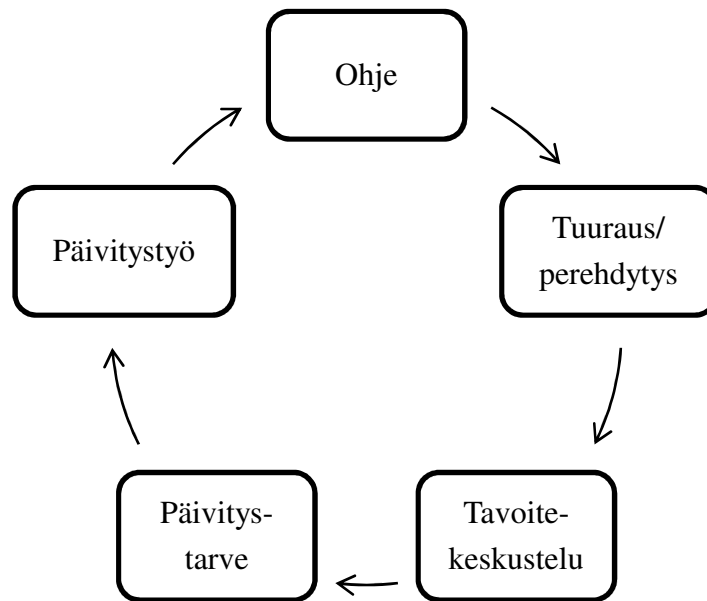 Ohje
Tuuraus/
perehdytys
Tavoite-
keskustelu
Päivitys-
tarve
Päivitystyö